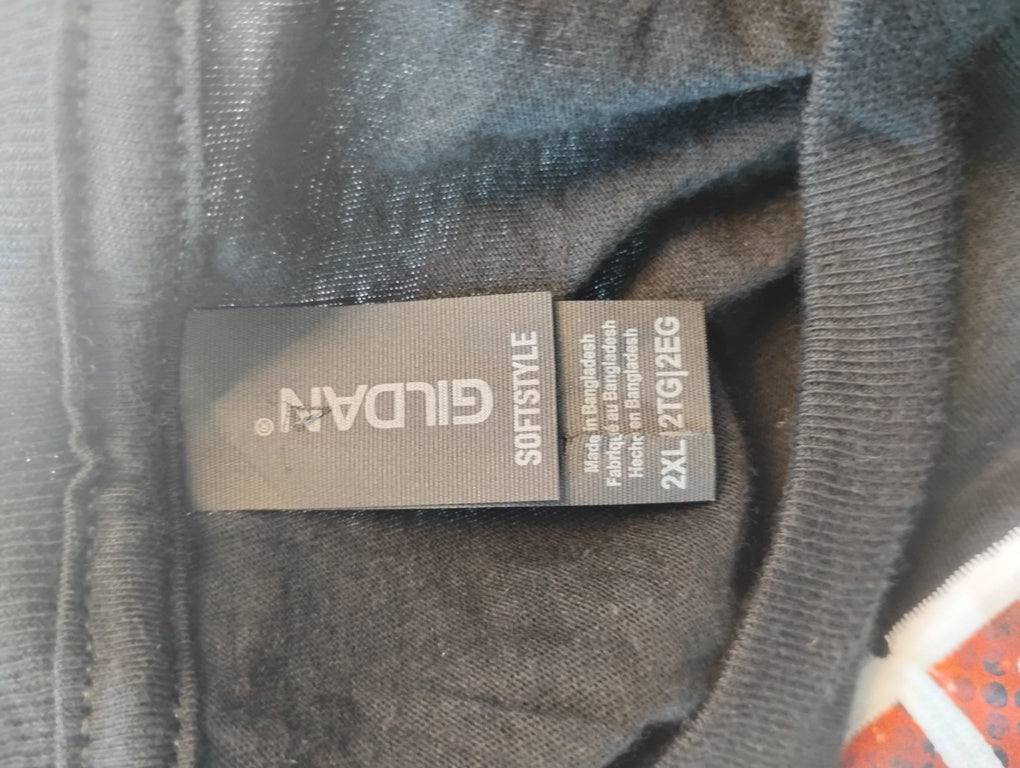 GILDAN®
SOFTSTYLE
Made in Bangladesh
Fabriqué au Bangladesh
Hecho en Bangladesh
2XL|2TG|2EG